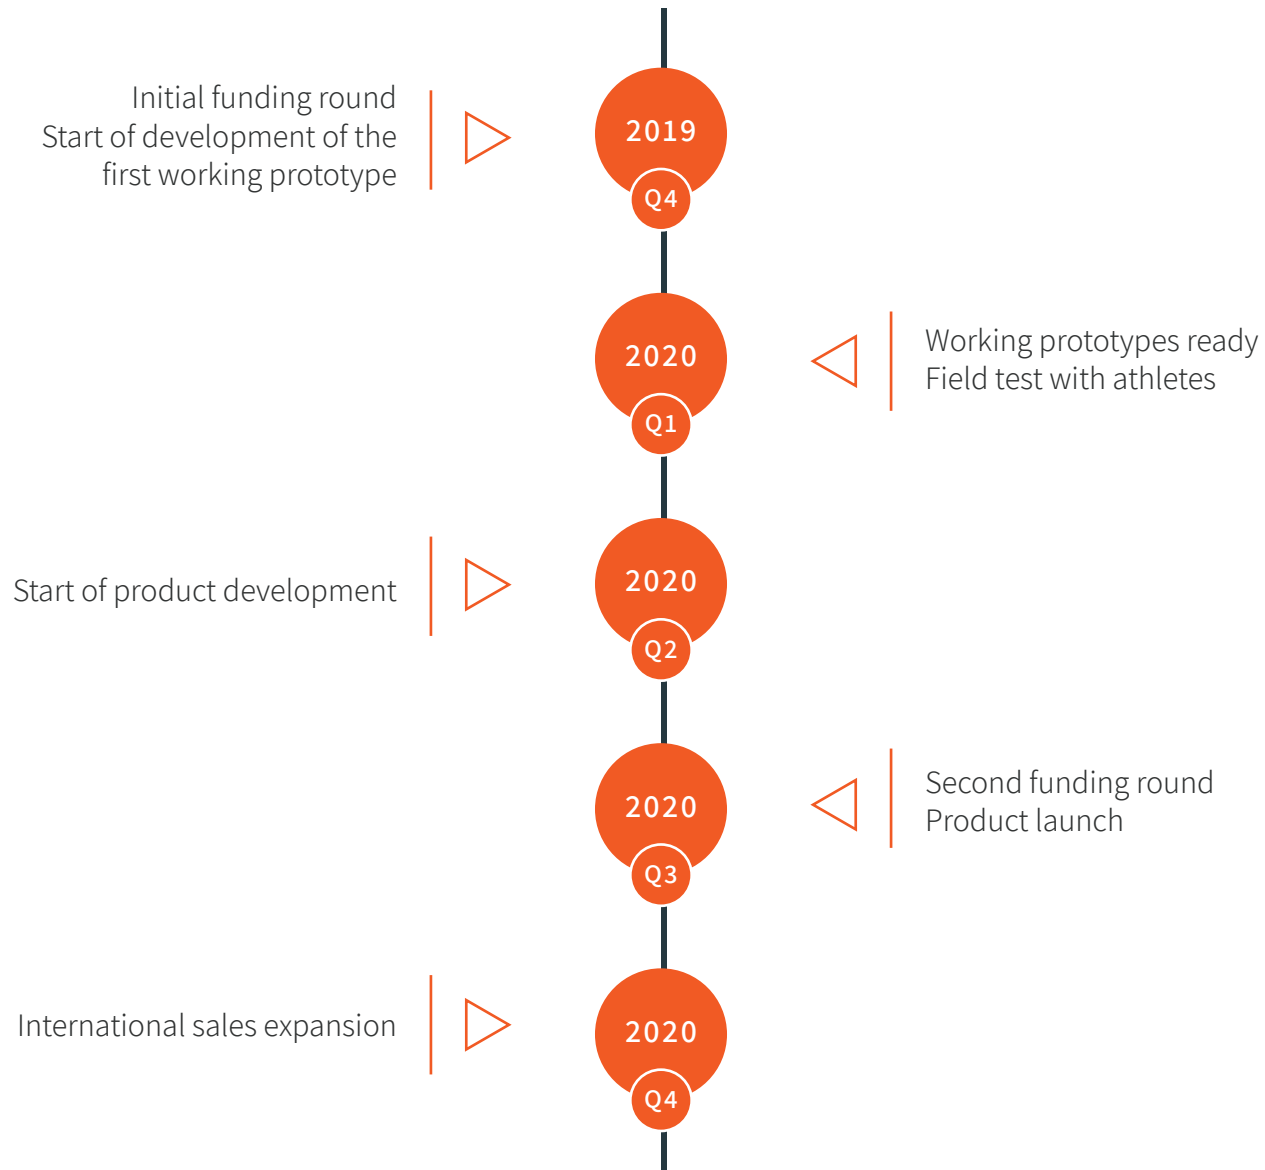 Initial funding round
Start of development of the
first working prototype
2019
Q4
2020
Q1
Working prototypes ready
Field test with athletes
Start of product development
2020
Q2
2020
Q3
Second funding round
Product launch
International sales expansion
2020
Q4